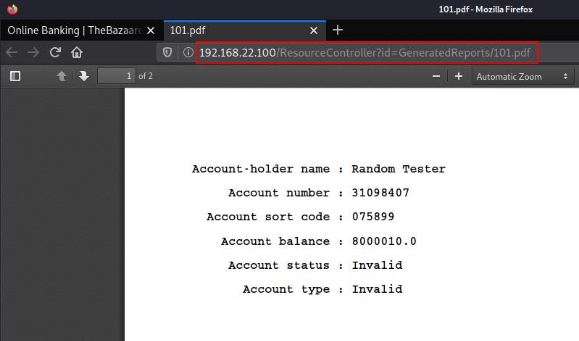 101.pdf - Mozilla Firefox
Online Banking | TheBazaar
101.pdf
192.168.22.100/ResourceController?id=GeneratedReports/101.pdf
1 of 2
Automatic Zoom
Account-holder name : Random Tester
Account number : 31098407
Account sort code : 075899
Account balance : 8000010.0
Account status : Invalid
Account type : Invalid